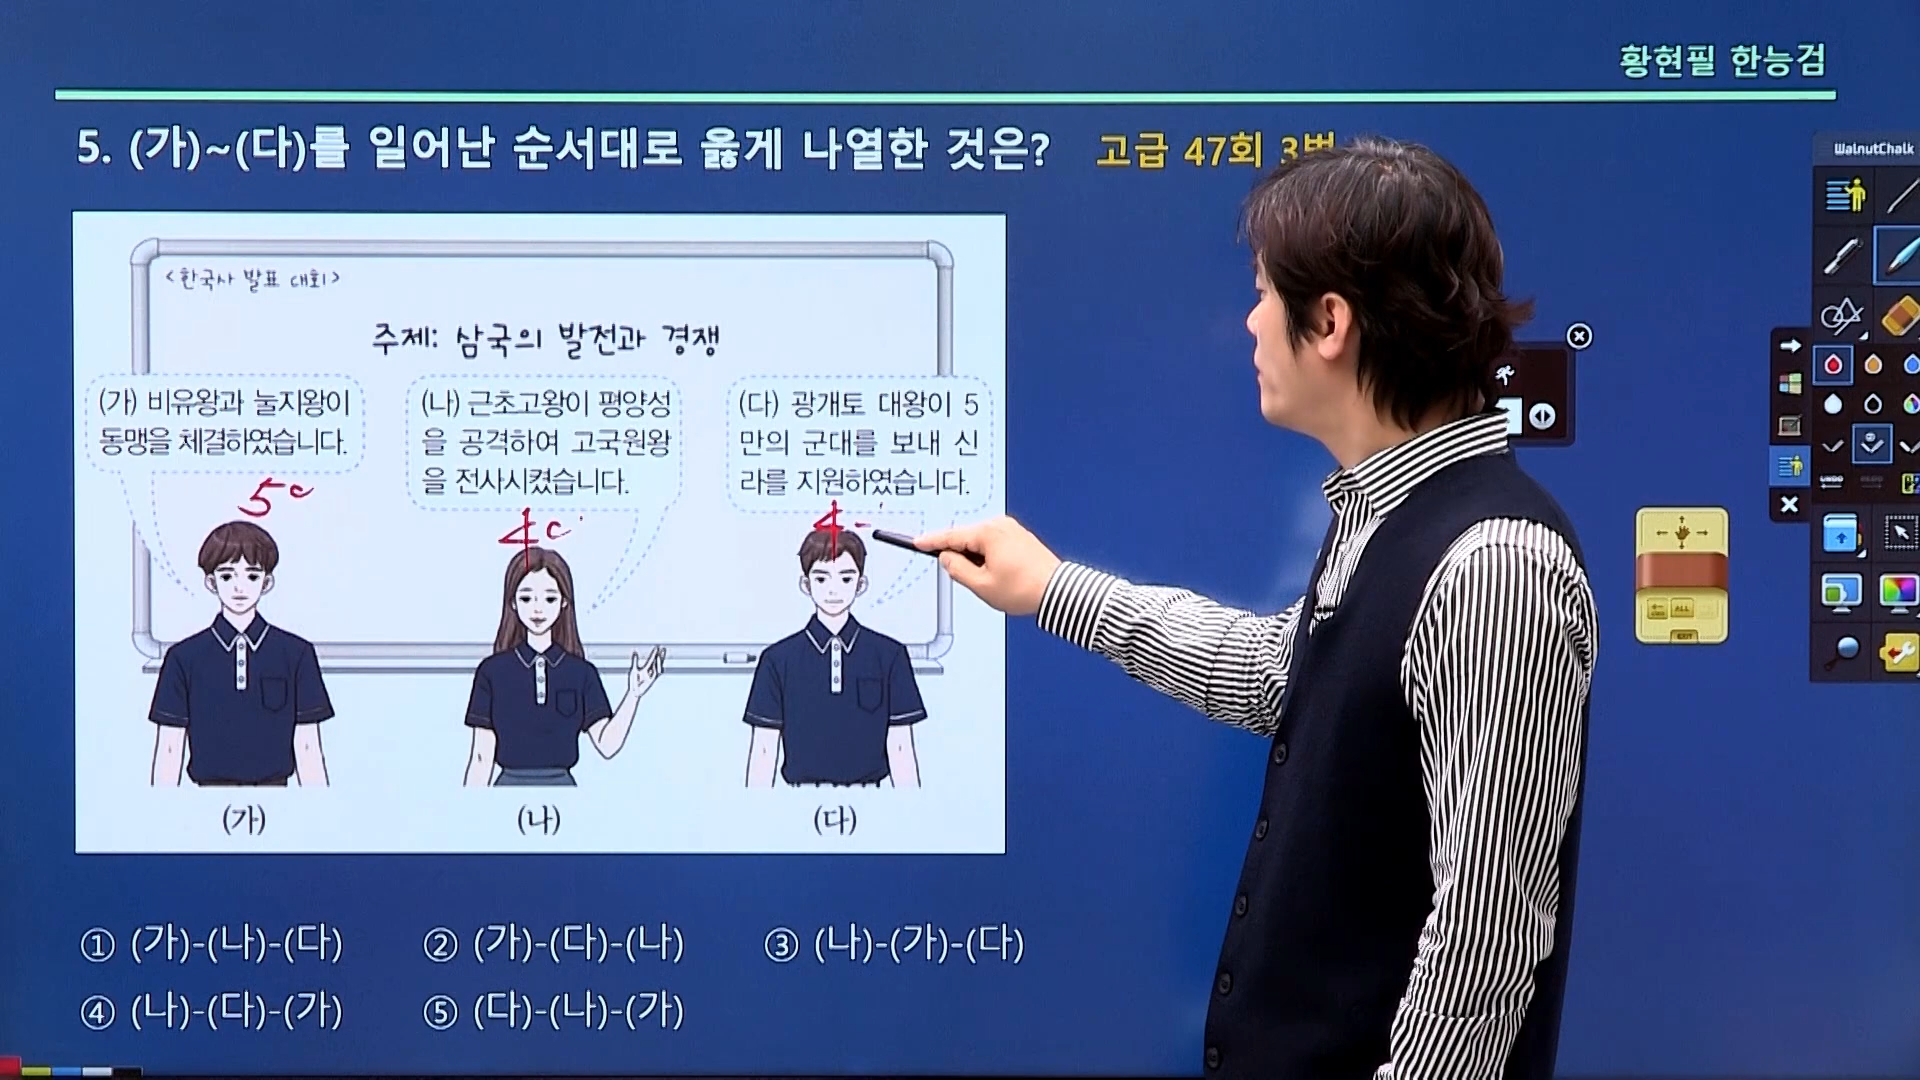 황현필 한능검
5. (가)~(다)를 일어난 순서대로 옳게 나열한 것은? 고급 47회 3번
WalnutChalk
<한국사 발표 대회>
주제: 삼국의 발전과 경쟁
(가) 비유왕과 눌지왕이
동맹을 체결하였습니다.
(나) 근초고왕이 평양성
을 공격하여 고국원왕
을 전사시켰습니다.
(다) 광개토 대왕이 5
만의 군대를 보내 신
라를 지원하였습니다.
5c
4c
4-
(가)
(나)
(다)
① (가)-(나)-(다)
② (가)-(다)-(나)
③ (나)-(가)-(다)
④ (나)-(다)-(가)
⑤ (다)-(나)-(가)
UNDO
ALL
EXIT